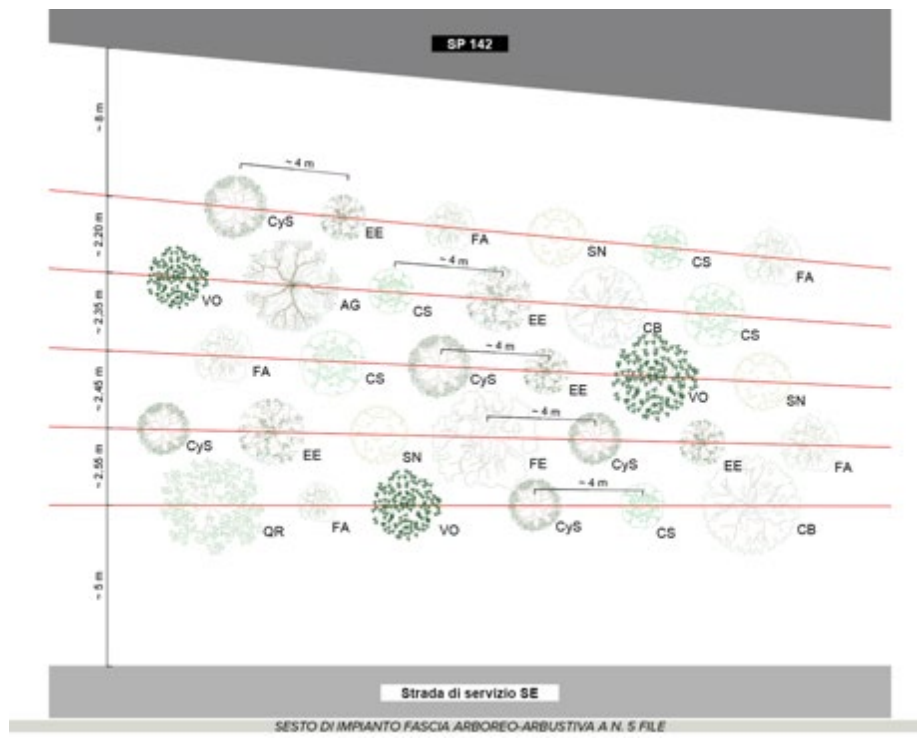 SP 142
~ 8 m
~ 4 m
CyS
EE
FA
SN
CS
FA
~ 2,20 m
~ 4 m
VO
AG
CS
EE
CB
CS
~ 2,35 m
~ 4 m
FA
CS
CyS
EE
VO
SN
~ 2,45 m
~ 4 m
CyS
EE
SN
FE
CyS
EE
FA
~ 2,55 m
~ 4 m
QR
FA
VO
CyS
CS
CB
~ 5 m
Strada di servizio SE
SESTO DI IMPIANTO FASCIA ARBOREO-ARBUSTIVA A N. 5 FILE